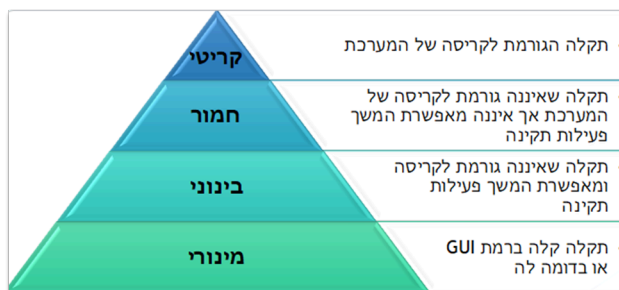 קריטי
תקלה הגורמת לקריסה של המערכת
חמור
תקלה שאיננה גורמת לקריסה של
המערכת אך איננה מאפשרת המשך
פעילות תקינה
בינוני
תקלה שאיננה גורמת לקריסה
ומאפשרת המשך פעילות
תקינה
מינורי
תקלה קלה ברמת GUI
או בדומה לה